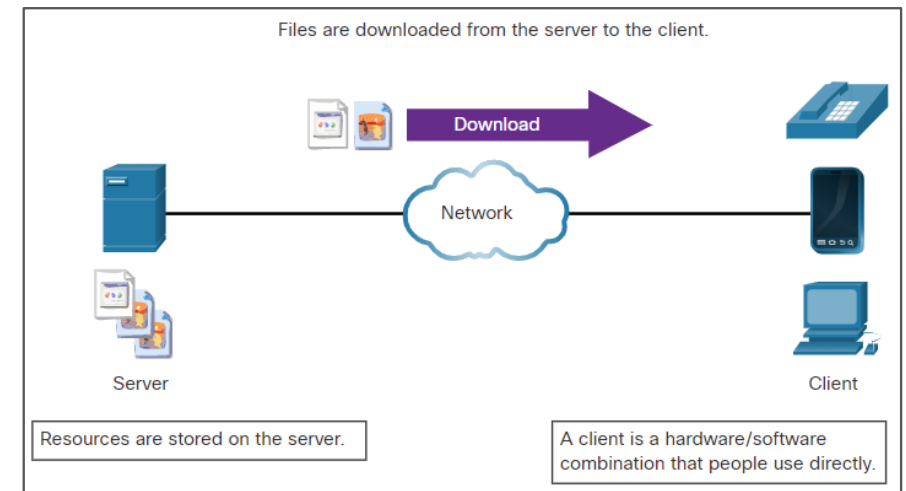 Files are downloaded from the server to the client.
Download
Network
Server
Client
Resources are stored on the server.
A client is a hardware/software
combination that people use directly.